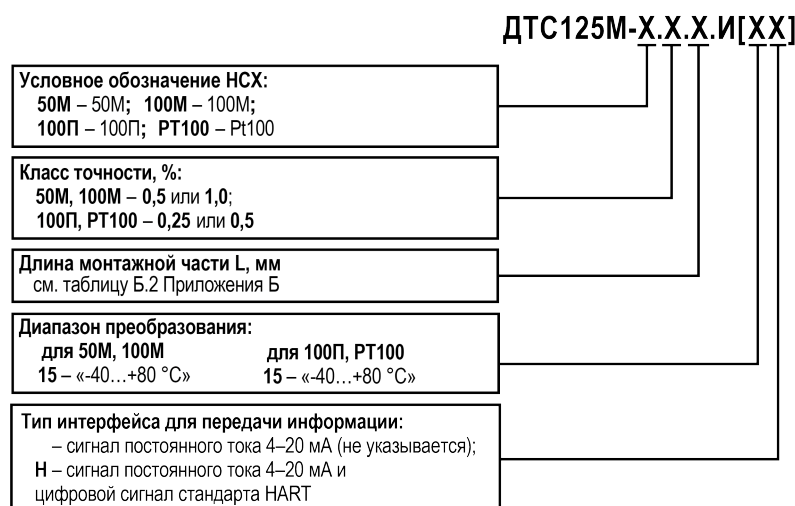 ДТС125М-Х.Х.Х.И[ХХ]
Условное обозначение НСХ:
50М – 50М; 100М – 100М;
100П – 100П; РТ100 – Pt100
Класс точности, %:
50М, 100М – 0,5 или 1,0;
100П, РТ100 – 0,25 или 0,5
Длина монтажной части L, мм
см. таблицу Б.2 Приложения Б
Диапазон преобразования:
для 50М, 100М для 100П, РТ100
15 – «-40…+80 °С» 15 – «-40…+80 °С»
Тип интерфейса для передачи информации:
– сигнал постоянного тока 4–20 мА (не указывается);
Н – сигнал постоянного тока 4–20 мА и
цифровой сигнал стандарта HART